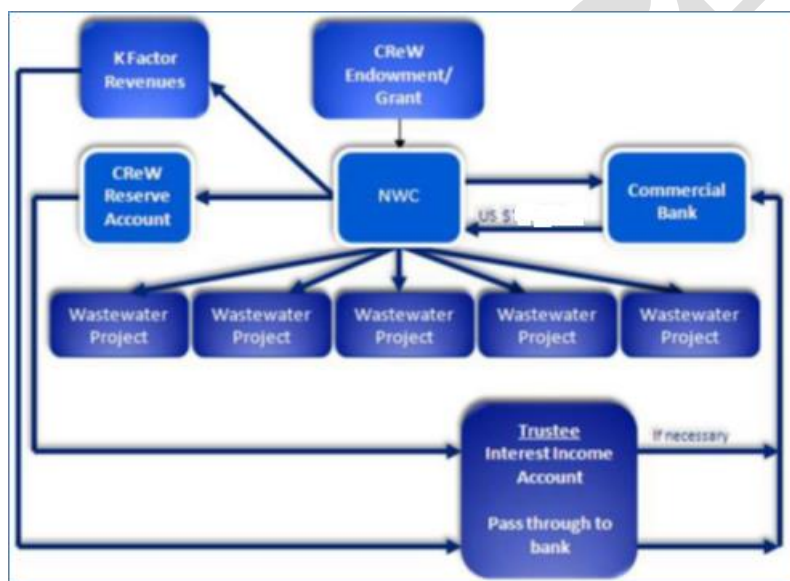 K Factor
Revenues
CReW
Endowment/
Grant
CReW
Reserve
Account
NWC
Commercial
Bank
US $
Wastewater
Project
Wastewater
Project
Wastewater
Project
Wastewater
Project
Wastewater
Project
Trustee
Interest Income
Account
If necessary
Pass through to
bank